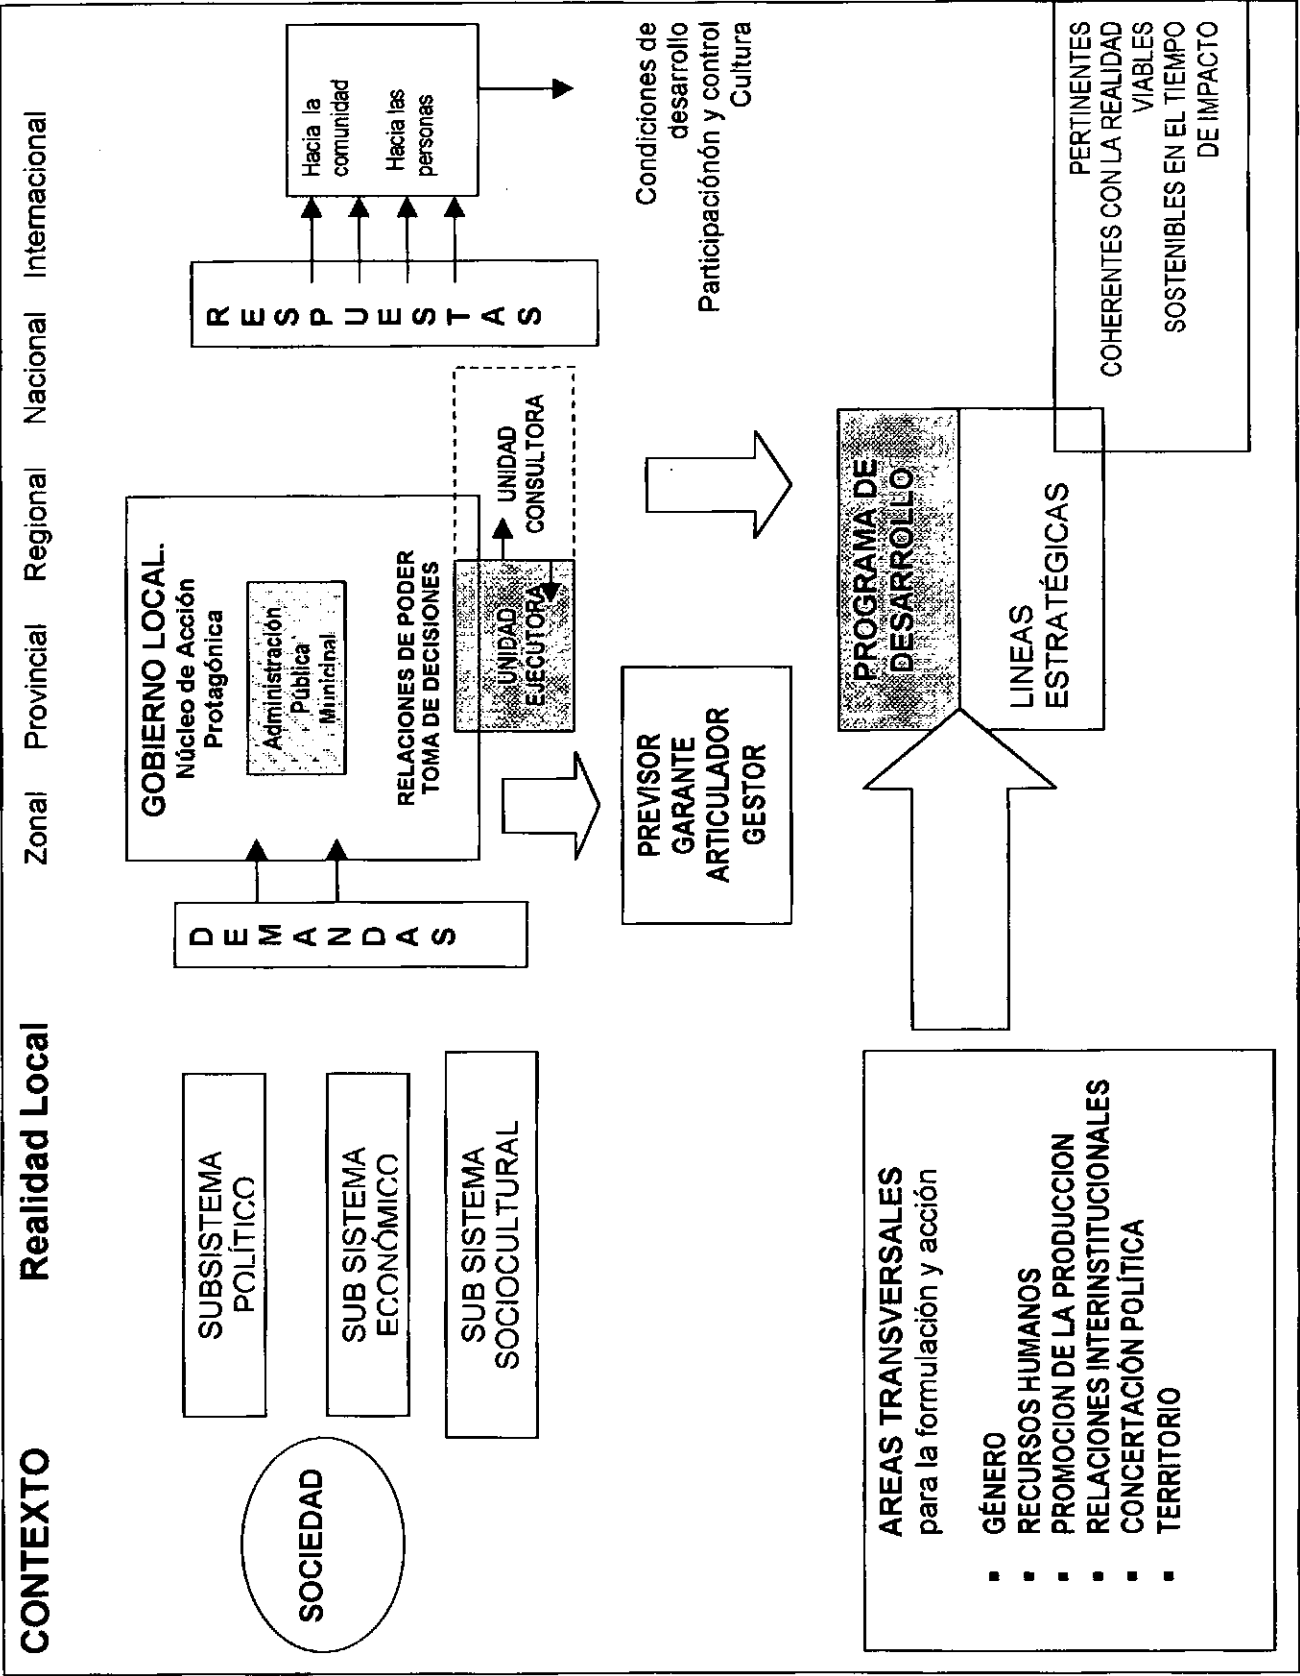 CONTEXTO Realidad Local Zonal Provincial Regional Nacional Internacional
SOCIEDAD
SUBSISTEMA
POLÍTICO
SUB SISTEMA
ECONÓMICO
SUB SISTEMA
SOCIOCULTURAL
DEMANDAS
GOBIERNO LOCAL.
Núcleo de Acción
Protagónica
Administración
Pública
Municipal
RELACIONES DE PODER
TOMA DE DECISIONES
UNIDAD
EJECUTORA
UNIDAD
CONSULTORA
RESPUESTAS
Hacia la
comunidad
Hacia las
personas
Condiciones de
desarrollo
Participaciónón y control
Cultura
PREVISOR
GARANTE
ARTICULADOR
GESTOR
AREAS TRANSVERSALES
para la formulación y acción
▪ GÉNERO
▪ RECURSOS HUMANOS
▪ PROMOCION DE LA PRODUCCION
▪ RELACIONES INTERINSTITUCIONALES
▪ CONCERTACIÓN POLÍTICA
▪ TERRITORIO
PROGRAMA DE
DESARROLLO
LINEAS
ESTRATÉGICAS
PERTINENTES
COHERENTES CON LA REALIDAD
VIABLES
SOSTENIBLES EN EL TIEMPO
DE IMPACTO